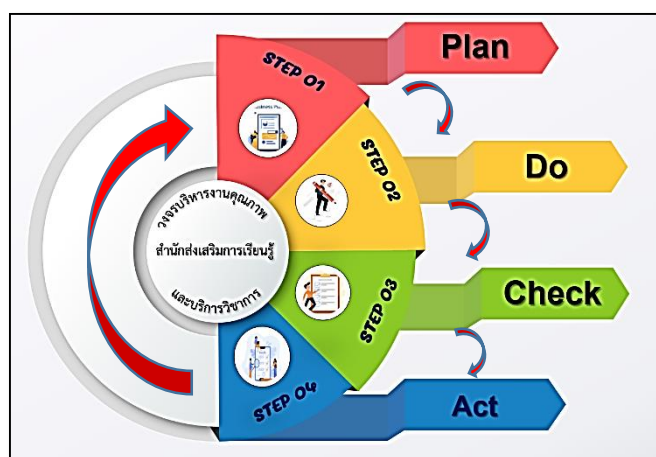 STEP 01
Plan
STEP 02
Do
วงจรบริหารงานคุณภาพ
สำนักส่งเสริมการเรียนรู้
และบริการวิชาการ
STEP 03
Check
STEP 04
Act